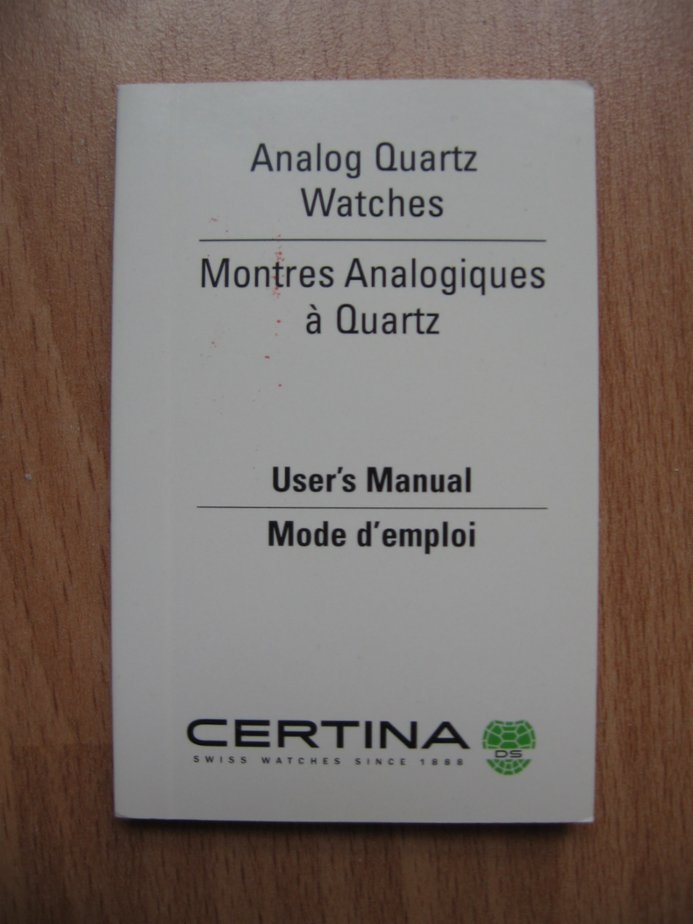 Analog Quartz
Watches
Montres Analogiques
à Quartz
User's Manual
Mode d'emploi
CERTINA
SWISS WATCHES SINCE 1888
DS